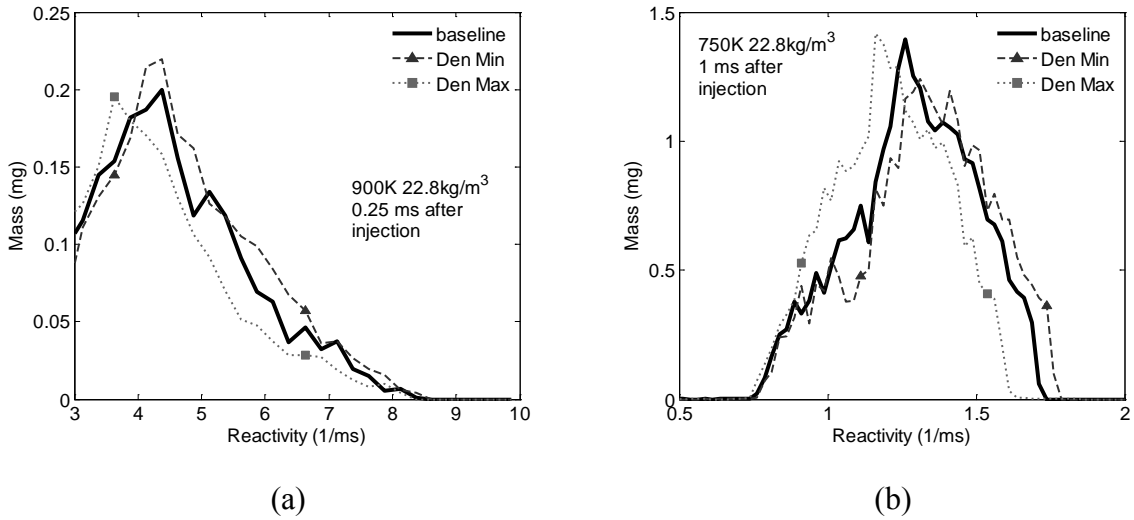 (a)
0.25
0.2
0.15
0.1
0.05
0
Mass (mg)
3 4 5 6 7 8 9 10
Reactivity (1/ms)
baseline
Den Min
Den Max
900K 22.8kg/m³
0.25 ms after
injection
(b)
1.5
1
0.5
0
Mass (mg)
0.5 1 1.5 2
Reactivity (1/ms)
750K 22.8kg/m³
1 ms after
injection
baseline
Den Min
Den Max
(a) (b)